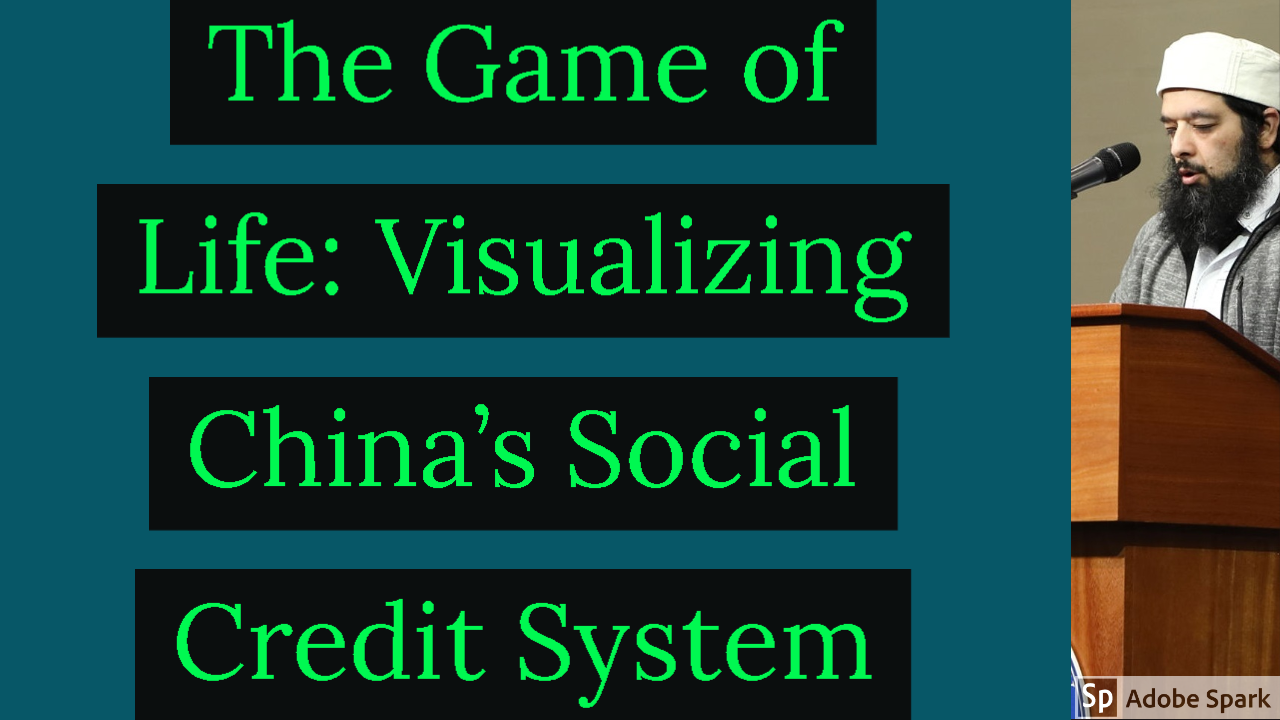 The Game of
Life: Visualizing
China’s Social
Credit System
Sp Adobe Spark